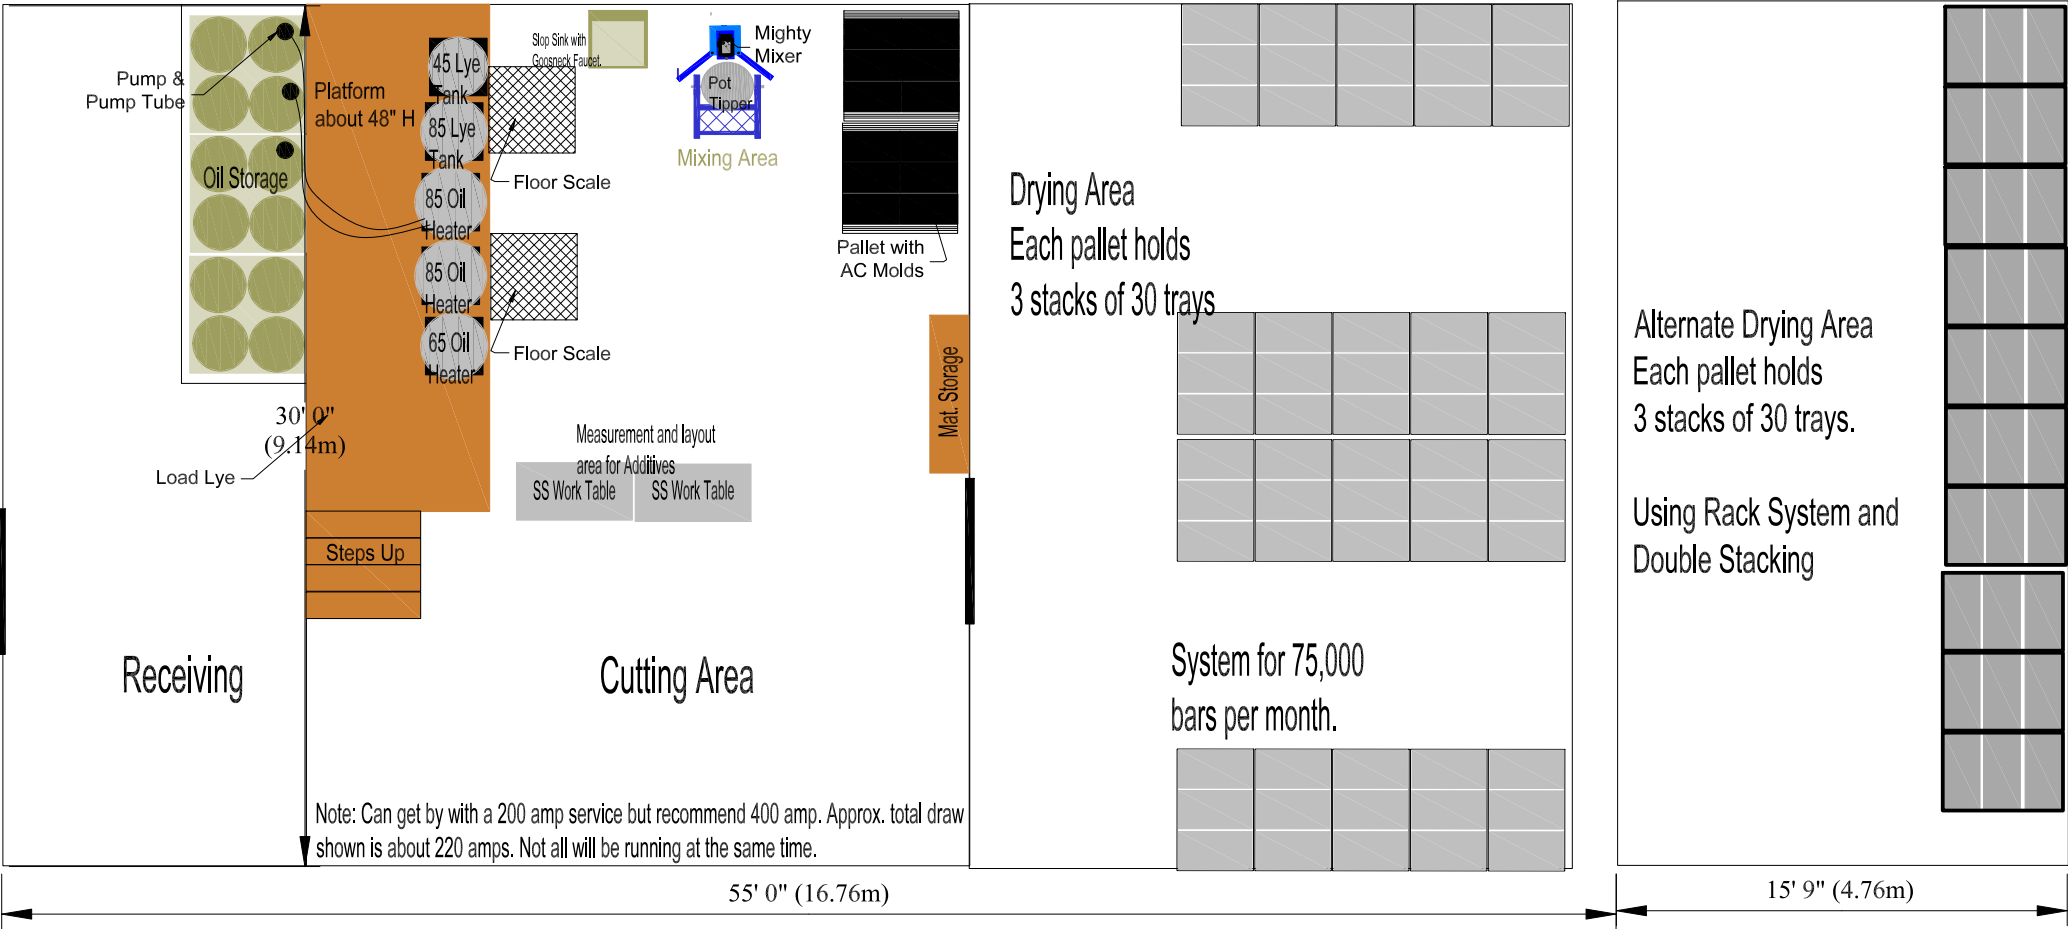 Pump &
Pump Tube
Oil Storage
Platform
about 48" H
45 Lye
Tank
85 Lye
Tank
85 Oil
Heater
85 Oil
Heater
65 Oil
Heater
Slop Sink with
Goosneck Faucet.
Floor Scale
Floor Scale
Mighty
Mixer
Pot
Tipper
Mixing Area
Pallet with
AC Molds
Mat. Storage
30' 0"
(9.14m)
Load Lye
Measurement and layout
area for Additives
SS Work Table
SS Work Table
Steps Up
Receiving
Cutting Area
Note: Can get by with a 200 amp service but recommend 400 amp. Approx. total draw
shown is about 220 amps. Not all will be running at the same time.
Drying Area
Each pallet holds
3 stacks of 30 trays
System for 75,000
bars per month.
Alternate Drying Area
Each pallet holds
3 stacks of 30 trays.
Using Rack System and
Double Stacking
55' 0" (16.76m)
15' 9" (4.76m)